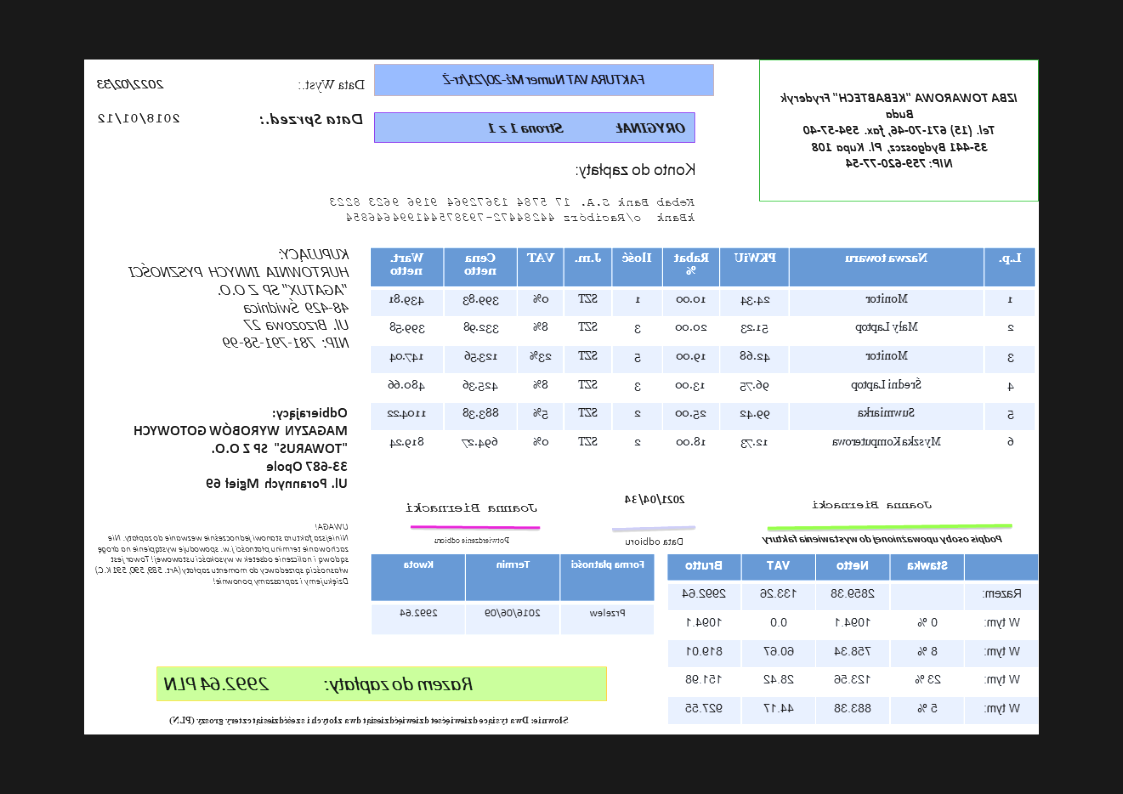 IZBA TOWAROWA "KEBABTECH" Fryderyk
Buda
Tel. (15) 671-70-46, fax. 594-57-40
35-441 Bydgoszcz, Pl. Kupa 108
NIP: 759-620-77-54
FAKTURA VAT Numer Mż-20/21/tr-Ż
ORYGINAŁ Strona 1 z 1
Data Wyst.: 2022/02/33
Data Sprzed.: 2018/01/12
Konto do zapłaty:
Kebab Bank S.A. 17 5784 13672964 9196 9623 8223
kBank o/Racibórz 44284472-793875441994646854
L.p. Nazwa towaru PKWiU Rabat % Ilość J.m. VAT Cena netto Wart. netto
1 Monitor 24.34 10.00 1 SZT 0% 399.83 439.81
2 Mały Laptop 51.23 20.00 3 SZT 8% 332.98 399.58
3 Monitor 42.68 19.00 5 SZT 23% 123.56 147.04
4 Średni Laptop 96.75 13.00 3 SZT 8% 425.36 480.66
5 Suwmiarka 99.42 25.00 2 SZT 5% 883.38 1104.22
6 Myszka Komputerowa 12.73 18.00 2 SZT 0% 694.27 819.24
KUPUJĄCY:
HURTOWNIA INNYCH PYSZNOŚCI
"AGATUX" SP Z O.O.
48-429 Świdnica
Ul. Brzozowa 27
NIP: 781-791-58-99
Odbierający:
MAGAZYN WYROBÓW GOTOWYCH
"TOWARUS" SP Z O.O.
33-687 Opole
Ul. Porannych Mgieł 69
UWAGA!
Niniejsza faktura stanowi jednocześnie wezwanie do zapłaty. Nie
zachowanie terminu płatności j.w. spowoduje wystąpienie na drogę
sądową i naliczenie odsetek w wysokości ustawowej! Towar jest
własnością sprzedawcy do momentu zapłaty (Art. 589, 590, 591 K.C.)
Dziękujemy i zapraszamy ponownie!
Joanna Biernacki
Podpis osoby upoważnionej do wystawienia faktury
2021/04/34
Data odbioru
Joanna Biernacki
Potwierdzenie odbioru
Stawka Netto VAT Brutto
Razem: 2859.38 133.26 2992.64
W tym: 0 % 1094.1 0.0 1094.1
W tym: 8 % 758.34 60.67 819.01
W tym: 23 % 123.56 28.42 151.98
W tym: 5 % 883.38 44.17 927.55
Forma płatności Termin Kwota
Przelew 2016/06/09 2992.64
Razem do zapłaty: 2992.64 PLN
Słownie: Dwa tysiące dziewięćset dziewięćdziesiąt dwa złotych i sześćdziesiąt cztery groszy (PLN)